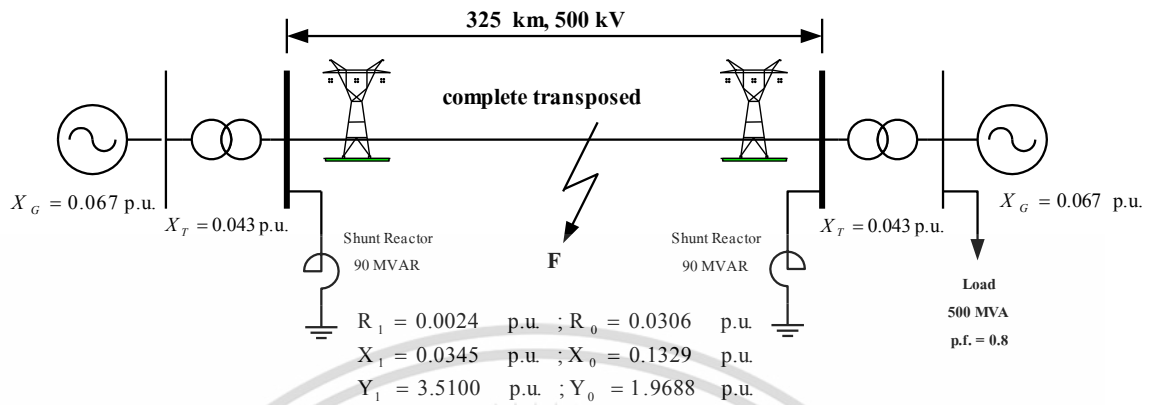 325 km, 500 kV
complete transposed
X_G = 0.067 p.u.
X_T = 0.043 p.u.
Shunt Reactor
90 MVAR
F
Shunt Reactor
90 MVAR
X_T = 0.043 p.u.
X_G = 0.067 p.u.
Load
500 MVA
p.f. = 0.8
R_1 = 0.0024 p.u. ; R_0 = 0.0306 p.u.
X_1 = 0.0345 p.u. ; X_0 = 0.1329 p.u.
Y_1 = 3.5100 p.u. ; Y_0 = 1.9688 p.u.